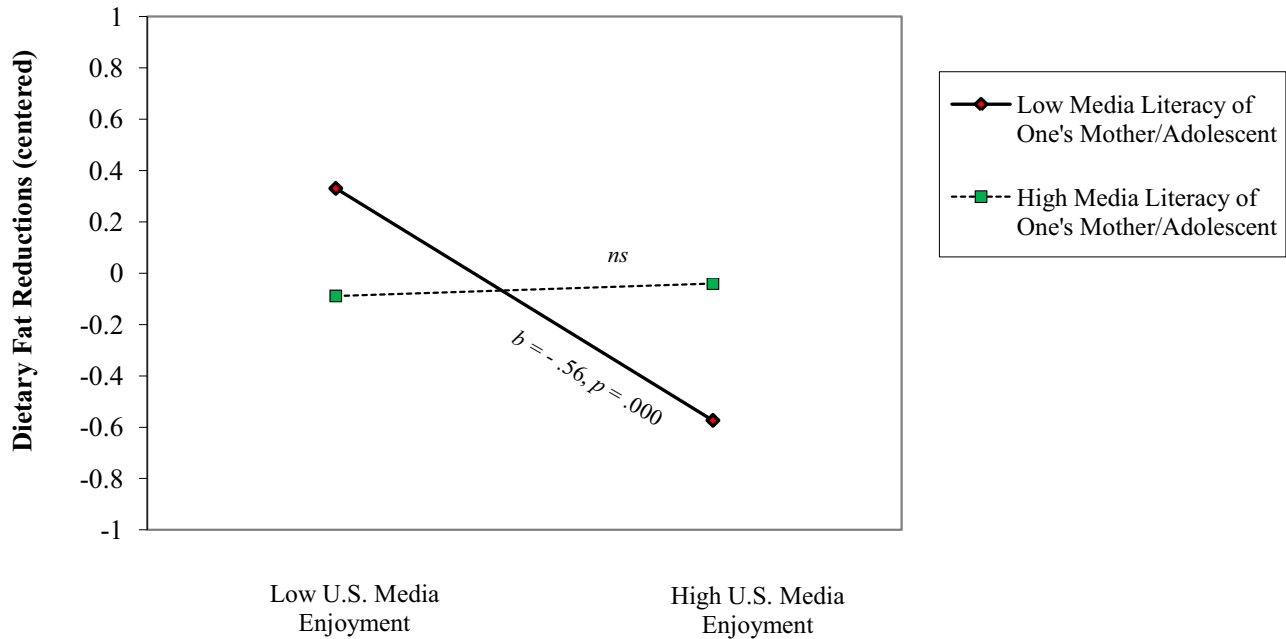 Dietary Fat Reductions (centered)
1
0.8
0.6
0.4
0.2
0
-0.2
-0.4
-0.6
-0.8
-1
ns
b = - .56, p = .000
Low U.S. Media
Enjoyment
High U.S. Media
Enjoyment
Low Media Literacy of
One's Mother/Adolescent
High Media Literacy of
One's Mother/Adolescent